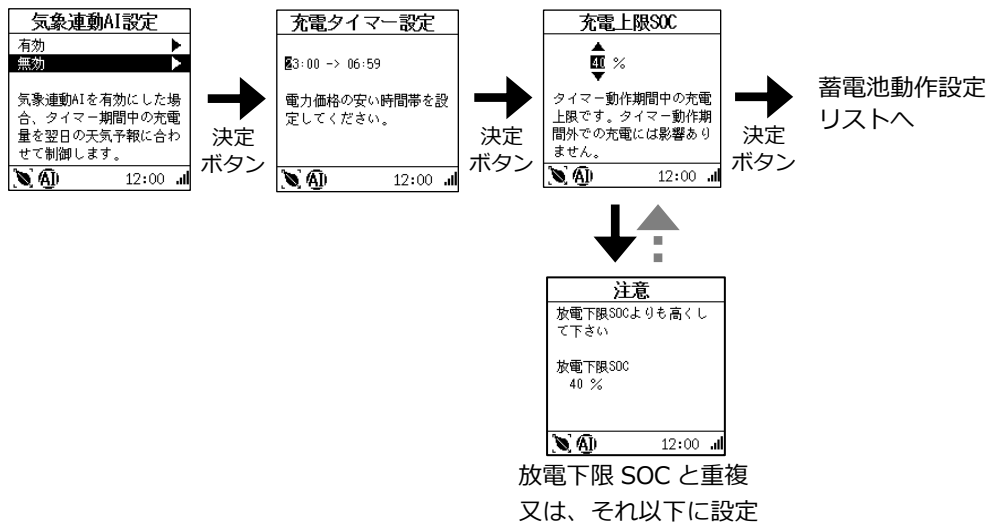 気象連動AI設定
有効
無効
気象連動AIを有効にした場
合、タイマー期間中の充電
量を翌日の天気予報に合わ
せて制御します。
AI 12:00
決定
ボタン
充電タイマー設定
23:00 -> 06:59
電力価格の安い時間帯を設
定してください。
AI 12:00
決定
ボタン
充電上限SOC
40 %
タイマー動作期間中の充電
上限です。タイマー動作期
間外での充電には影響あり
ません。
AI 12:00
決定
ボタン
蓄電池動作設定
リストへ
注意
放電下限SOCよりも高くし
て下さい
放電下限SOC
40 %
AI 12:00
放電下限 SOC と重複
又は、それ以下に設定